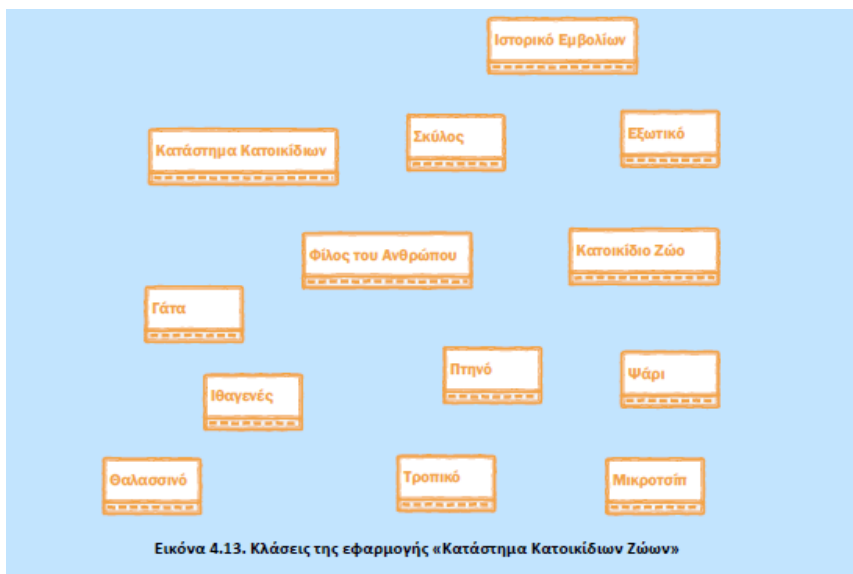 Ιστορικό Εμβολίων
Κατάστημα Κατοικίδιων
Σκύλος
Εξωτικό
Φίλος του Ανθρώπου
Κατοικίδιο Ζώο
Γάτα
Πτηνό
Ψάρι
Ιθαγενές
Θαλασσινό
Τροπικό
Μικροτσίπ
Εικόνα 4.13. Κλάσεις της εφαρμογής «Κατάστημα Κατοικίδιων Ζώων»